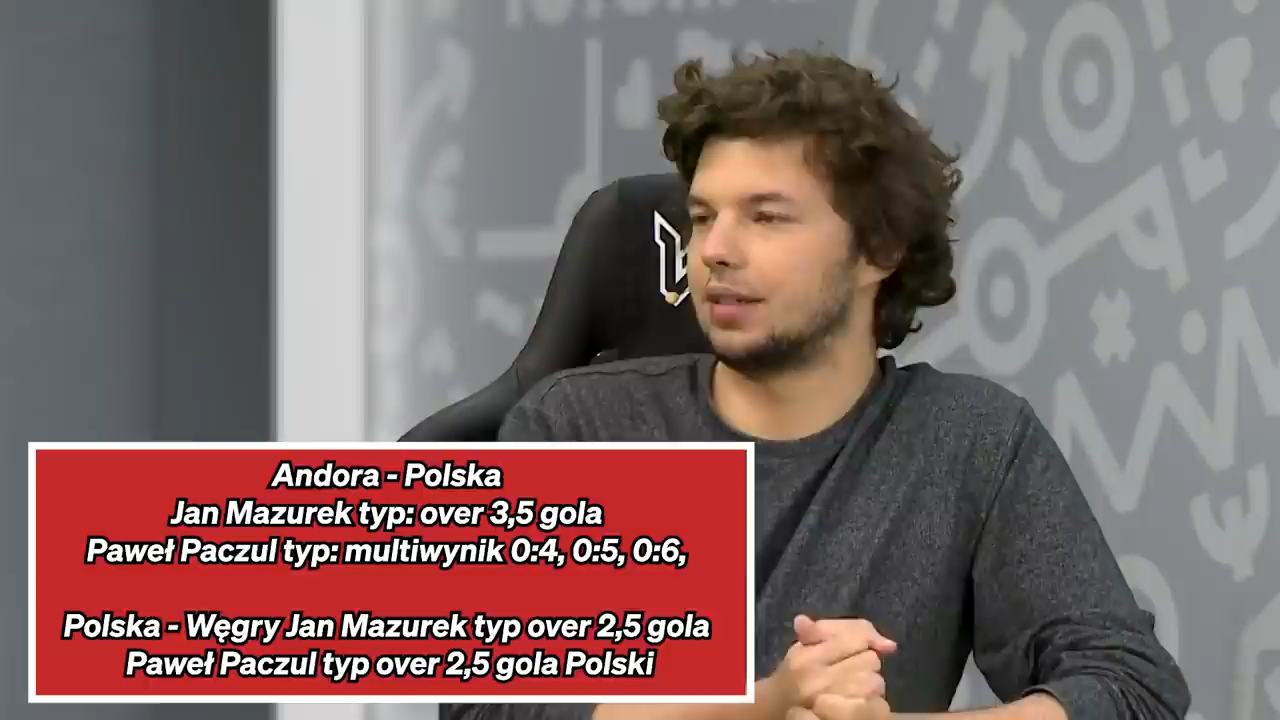 Andora - Polska
Jan Mazurek typ: over 3,5 gola
Paweł Paczul typ: multiwynik 0:4, 0:5, 0:6,
Polska - Węgry Jan Mazurek typ over 2,5 gola
Paweł Paczul typ over 2,5 gola Polski